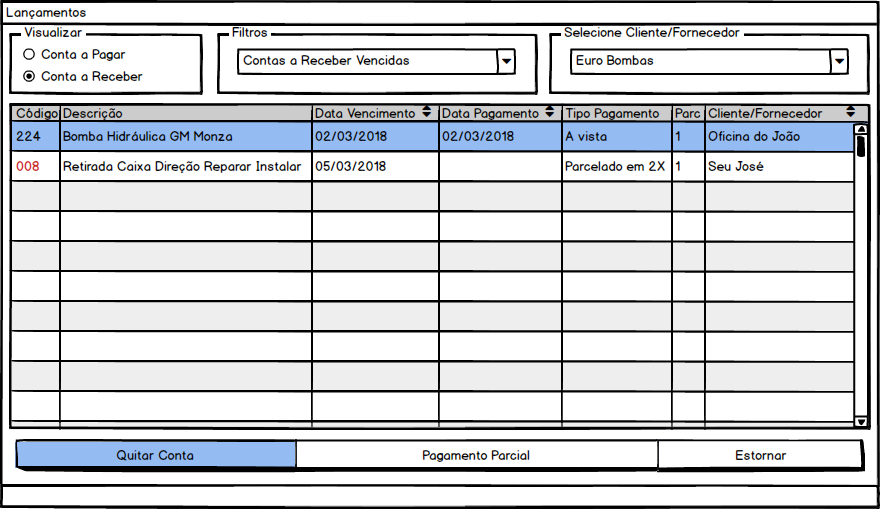 Lançamentos
Visualizar
Conta a Pagar
Conta a Receber
Filtros
Contas a Receber Vencidas
Selecione Cliente/Fornecedor
Euro Bombas
Código Descrição Data Vencimento Data Pagamento Tipo Pagamento Parc Cliente/Fornecedor
224 Bomba Hidráulica GM Monza 02/03/2018 02/03/2018 A vista 1 Oficina do João
008 Retirada Caixa Direção Reparar Instalar 05/03/2018 Parcelado em 2X 1 Seu José
Quitar Conta Pagamento Parcial Estornar